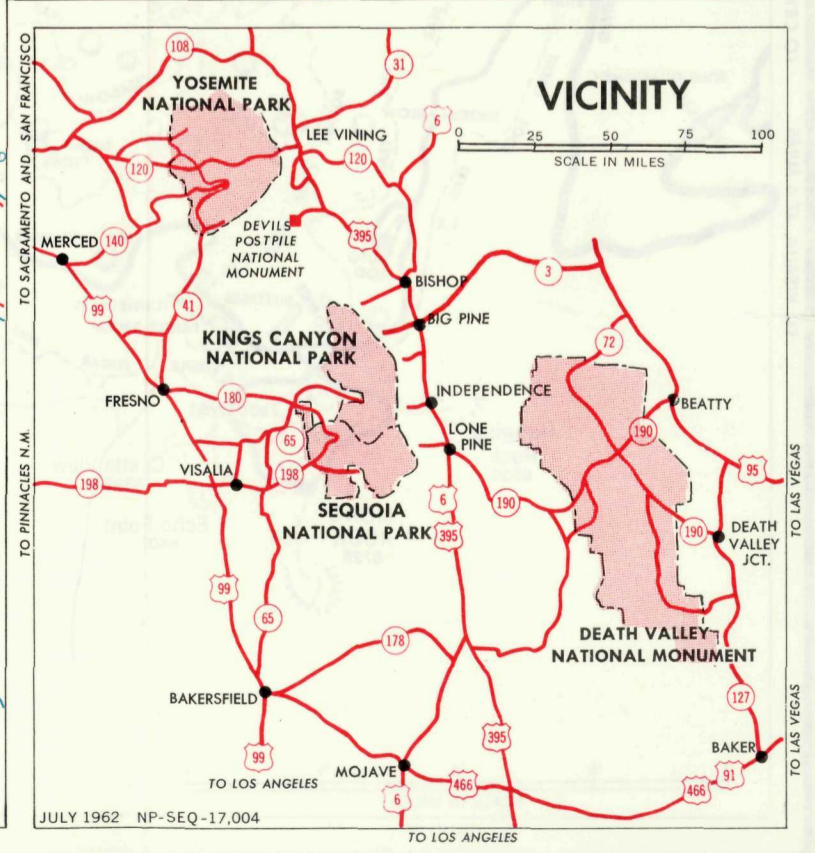 VICINITY
0 25 50 75 100
SCALE IN MILES
TO SACRAMENTO AND SAN FRANCISCO
TO PINNACLES N.M.
108
31
6
YOSEMITE
NATIONAL PARK
LEE VINING
120
120
MERCED
140
DEVILS
POSTPILE
NATIONAL
MONUMENT
395
99
41
BISHOP
3
BIG PINE
KINGS CANYON
NATIONAL PARK
72
FRESNO
180
INDEPENDENCE
BEATTY
190
65
LONE
PINE
VISALIA
198
198
95
TO LAS VEGAS
6
190
SEQUOIA
NATIONAL PARK
395
190
DEATH
VALLEY
JCT.
99
65
178
DEATH VALLEY
NATIONAL MONUMENT
BAKERSFIELD
127
TO LAS VEGAS
395
99
BAKER
TO LOS ANGELES
MOJAVE
91
466
466
6
JULY 1962 NP-SEQ-17,004
TO LOS ANGELES